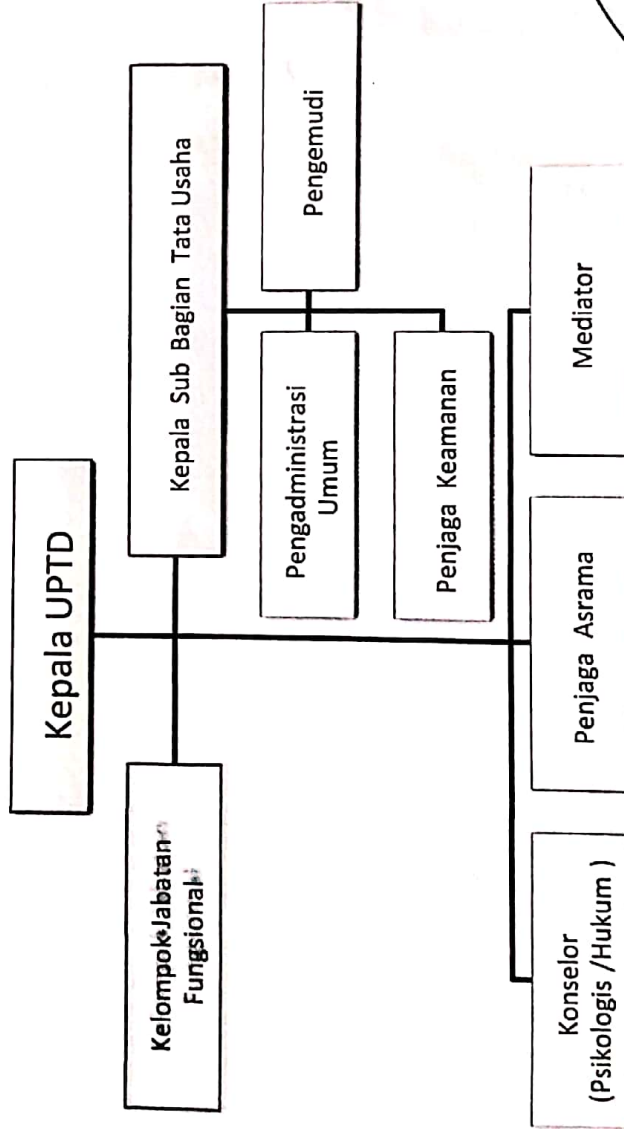 Kepala UPTD
Kelompok Jabatan
Fungsional
Kepala Sub Bagian Tata Usaha
Pengadministrasi
Umum
Pengemudi
Penjaga Keamanan
Konselor
(Psikologis /Hukum )
Penjaga Asrama
Mediator